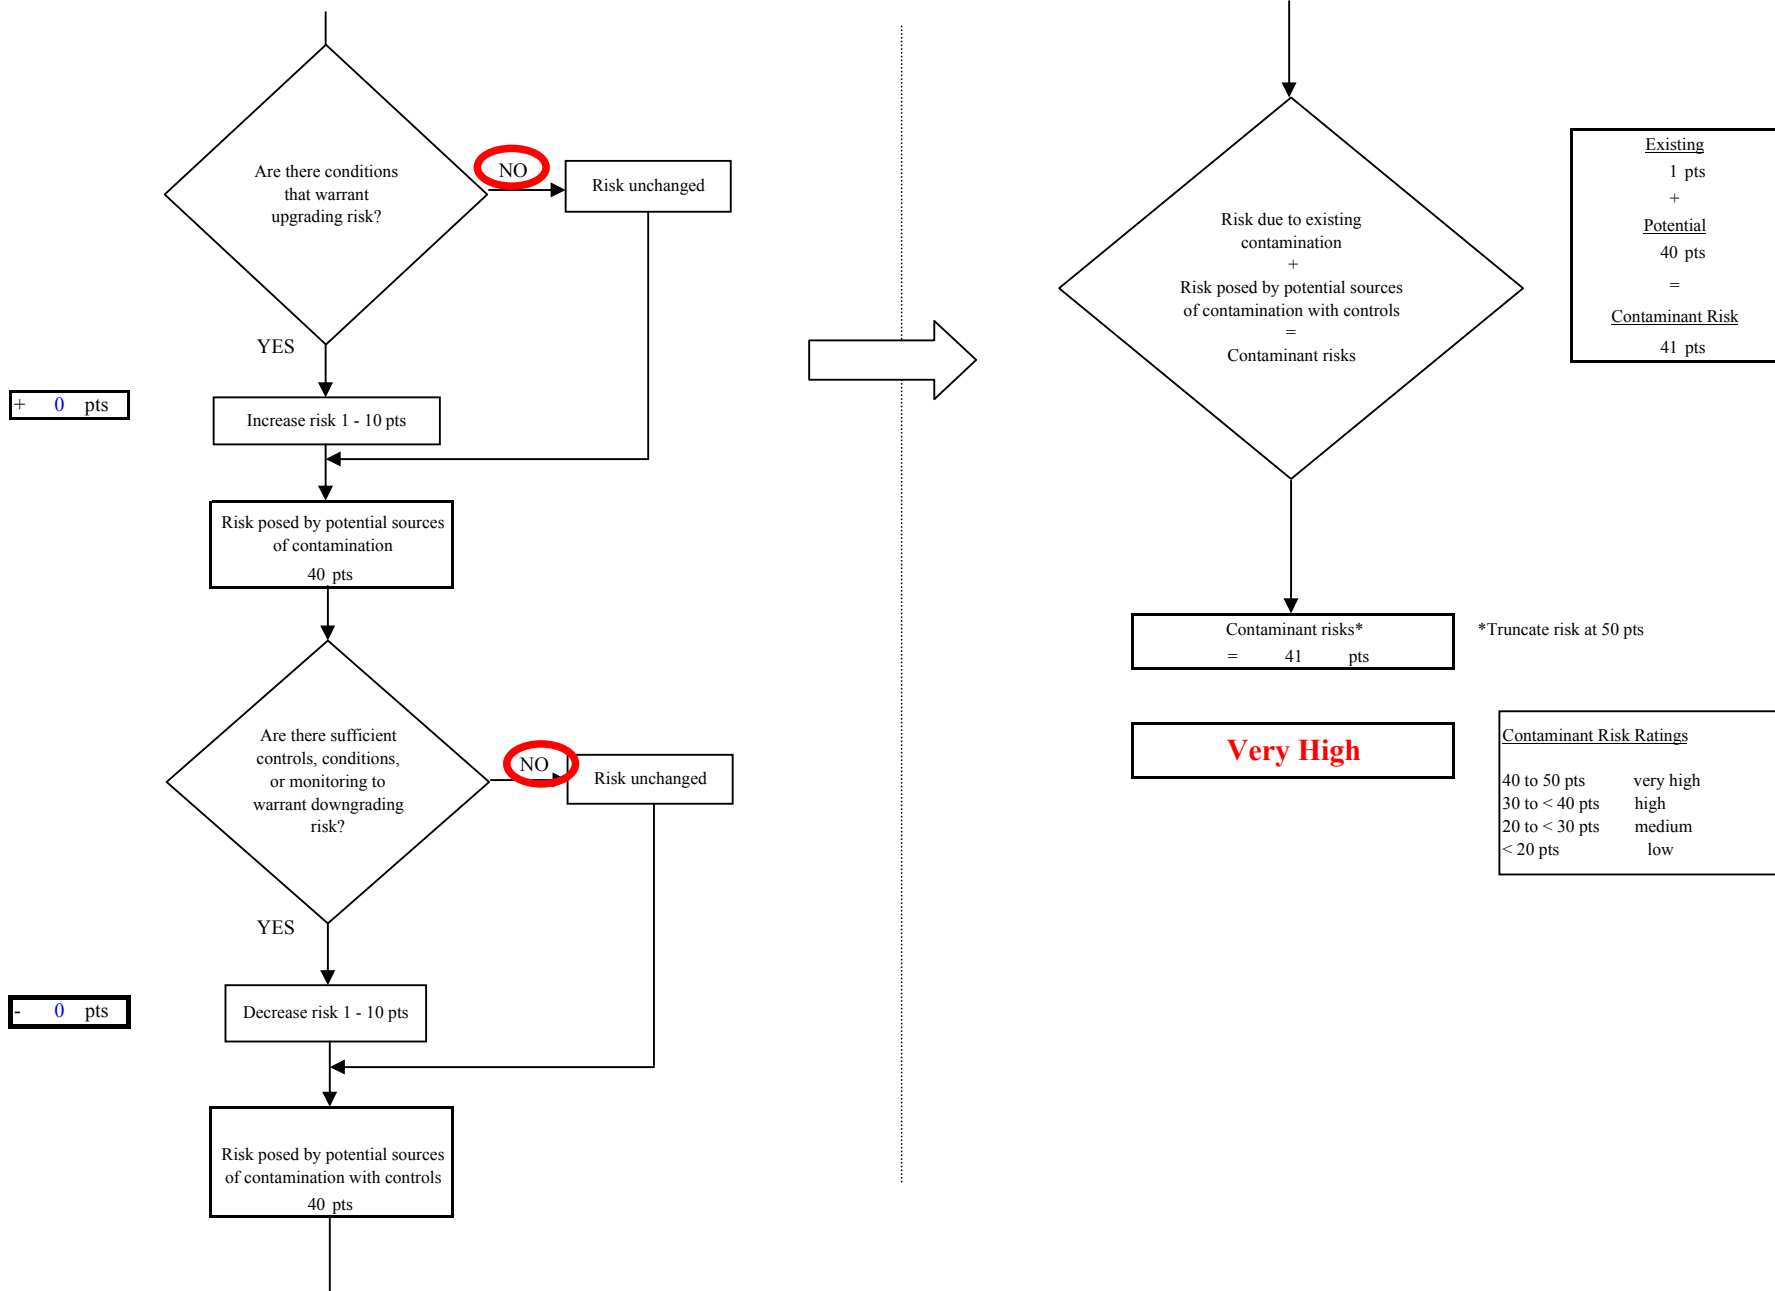 Are there conditions
that warrant
upgrading risk?
NO
Risk unchanged
YES
+ 0 pts
Increase risk 1 - 10 pts
Risk posed by potential sources
of contamination
40 pts
Are there sufficient
controls, conditions,
or monitoring to
warrant downgrading
risk?
NO
Risk unchanged
YES
- 0 pts
Decrease risk 1 - 10 pts
Risk posed by potential sources
of contamination with controls
40 pts
Risk due to existing
contamination
+
Risk posed by potential sources
of contamination with controls
=
Contaminant risks
Existing
1 pts
+
Potential
40 pts
=
Contaminant Risk
41 pts
Contaminant risks*
= 41 pts
*Truncate risk at 50 pts
Very High
Contaminant Risk Ratings
40 to 50 pts very high
30 to < 40 pts high
20 to < 30 pts medium
< 20 pts low